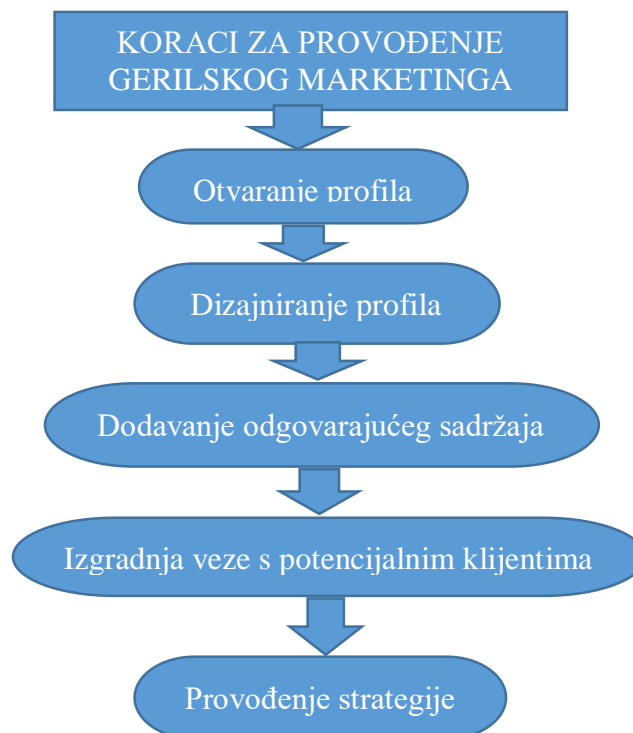 KORACI ZA PROVOĐENJE
GERILSKOG MARKETINGA
Otvaranje profila
Dizajniranje profila
Dodavanje odgovarajućeg sadržaja
Izgradnja veze s potencijalnim klijentima
Provođenje strategije